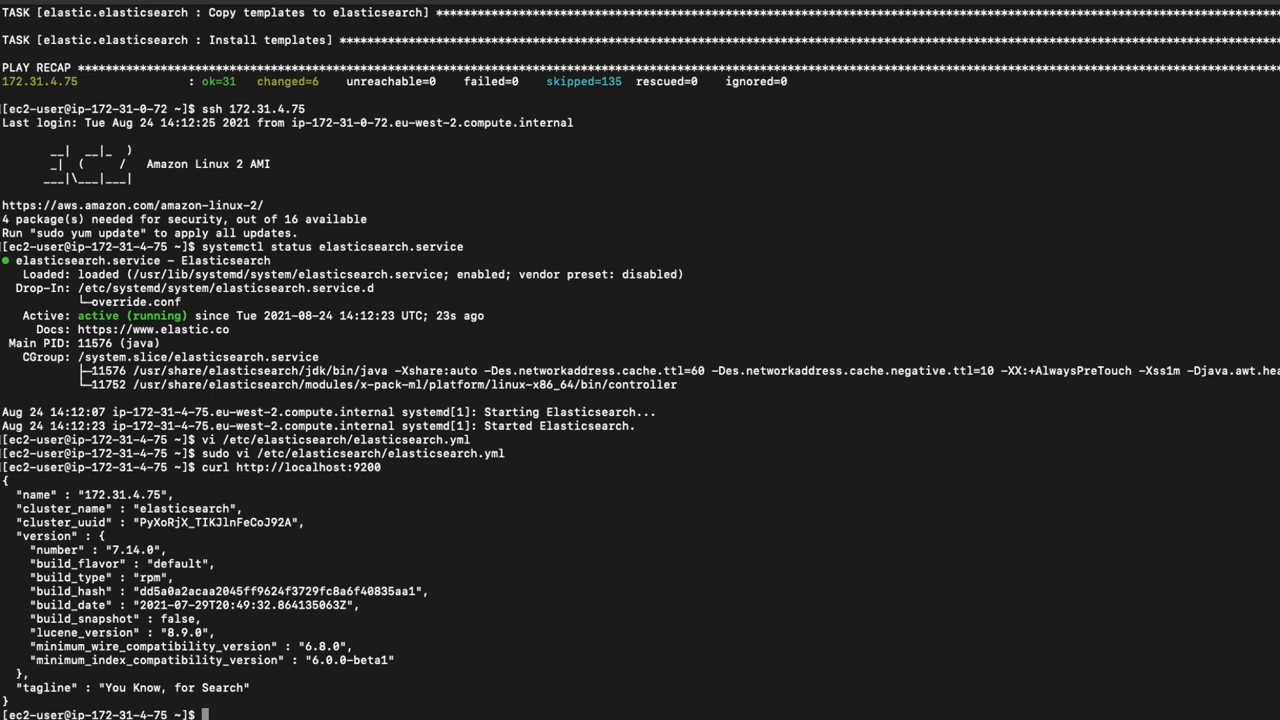 TASK [elastic.elasticsearch : Copy templates to elasticsearch] ******************************************************************************
TASK [elastic.elasticsearch : Install templates] ******************************************************************************
PLAY RECAP ******************************************************************************
172.31.4.75 : ok=31 changed=6 unreachable=0 failed=0 skipped=135 rescued=0 ignored=0
[[ec2-user@ip-172-31-0-72 ~]$ ssh 172.31.4.75
Last login: Tue Aug 24 14:12:25 2021 from ip-172-31-0-72.eu-west-2.compute.internal
__|  __|_  )
_|  (     /   Amazon Linux 2 AMI
___|\___|___|
https://aws.amazon.com/amazon-linux-2/
4 package(s) needed for security, out of 16 available
Run "sudo yum update" to apply all updates.
[[ec2-user@ip-172-31-4-75 ~]$ systemctl status elasticsearch.service
● elasticsearch.service - Elasticsearch
Loaded: loaded (/usr/lib/systemd/system/elasticsearch.service; enabled; vendor preset: disabled)
Drop-In: /etc/systemd/system/elasticsearch.service.d
└─override.conf
Active: active (running) since Tue 2021-08-24 14:12:23 UTC; 23s ago
Docs: https://www.elastic.co
Main PID: 11576 (java)
CGroup: /system.slice/elasticsearch.service
├─11576 /usr/share/elasticsearch/jdk/bin/java -Xshare:auto -Des.networkaddress.cache.ttl=60 -Des.networkaddress.cache.negative.ttl=10 -XX:+AlwaysPreTouch -Xss1m -Djava.awt.hea
└─11752 /usr/share/elasticsearch/modules/x-pack-ml/platform/linux-x86_64/bin/controller
Aug 24 14:12:07 ip-172-31-4-75.eu-west-2.compute.internal systemd[1]: Starting Elasticsearch...
Aug 24 14:12:23 ip-172-31-4-75.eu-west-2.compute.internal systemd[1]: Started Elasticsearch.
[[ec2-user@ip-172-31-4-75 ~]$ vi /etc/elasticsearch/elasticsearch.yml
[[ec2-user@ip-172-31-4-75 ~]$ sudo vi /etc/elasticsearch/elasticsearch.yml
[[ec2-user@ip-172-31-4-75 ~]$ curl http://localhost:9200
{
"name" : "172.31.4.75",
"cluster_name" : "elasticsearch",
"cluster_uuid" : "PyXoRjX_TIKJlnFeCoJ92A",
"version" : {
"number" : "7.14.0",
"build_flavor" : "default",
"build_type" : "rpm",
"build_hash" : "dd5a0a2acaa2045ff9624f3729fc8a6f40835aa1",
"build_date" : "2021-07-29T20:49:32.864135063Z",
"build_snapshot" : false,
"lucene_version" : "8.9.0",
"minimum_wire_compatibility_version" : "6.8.0",
"minimum_index_compatibility_version" : "6.0.0-beta1"
},
"tagline" : "You Know, for Search"
}
[ec2-user@ip-172-31-4-75 ~]$